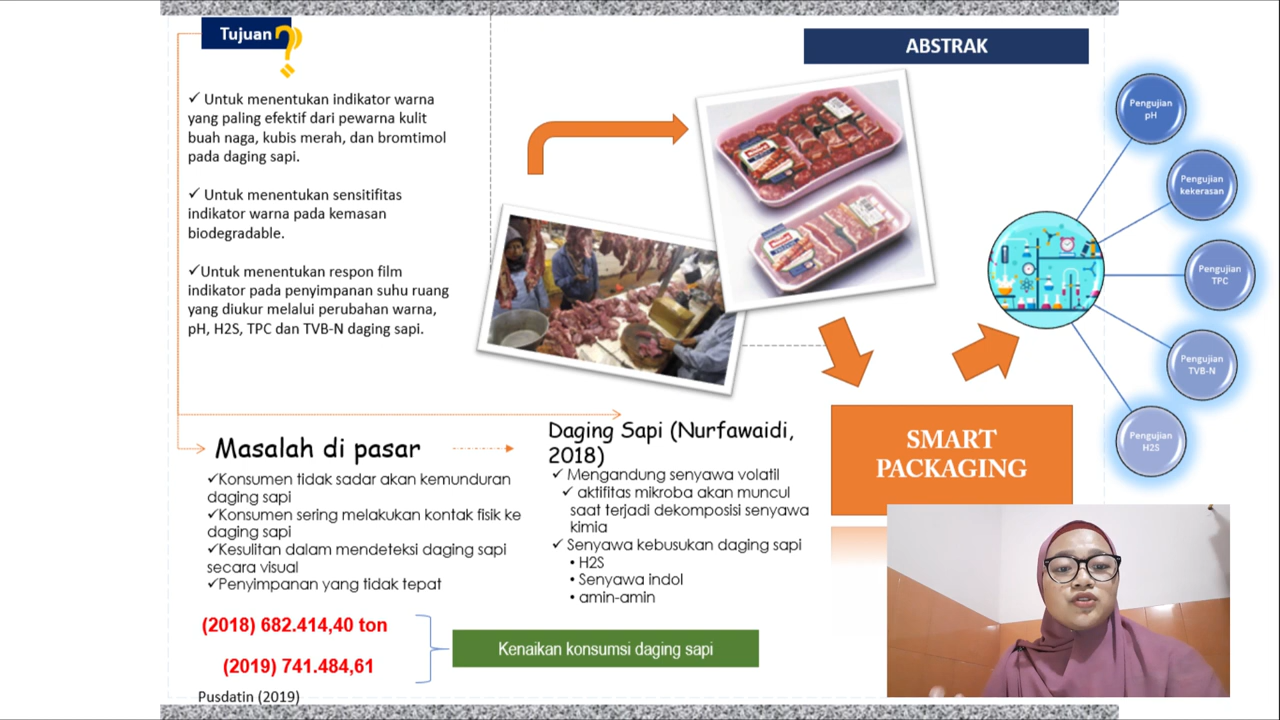 Tujuan
✓ Untuk menentukan indikator warna
yang paling efektif dari pewarna kulit
buah naga, kubis merah, dan bromtimol
pada daging sapi.
✓ Untuk menentukan sensitifitas
indikator warna pada kemasan
biodegradable.
✓Untuk menentukan respon film
indikator pada penyimpanan suhu ruang
yang diukur melalui perubahan warna,
pH, H2S, TPC dan TVB-N daging sapi.
ABSTRAK
Pengujian
pH
Pengujian
kekerasan
Pengujian
TPC
Pengujian
TVB-N
Pengujian
H2S
SMART
PACKAGING
Masalah di pasar
✓Konsumen tidak sadar akan kemunduran
daging sapi
✓Konsumen sering melakukan kontak fisik ke
daging sapi
✓Kesulitan dalam mendeteksi daging sapi
secara visual
✓Penyimpanan yang tidak tepat
Daging Sapi (Nurfawaidi,
2018)
✓ Mengandung senyawa volatil
✓ aktifitas mikroba akan muncul
saat terjadi dekomposisi senyawa
kimia
✓ Senyawa kebusukan daging sapi
• H2S
• Senyawa indol
• amin-amin
(2018) 682.414,40 ton
(2019) 741.484,61
Kenaikan konsumsi daging sapi
Pusdatin (2019)